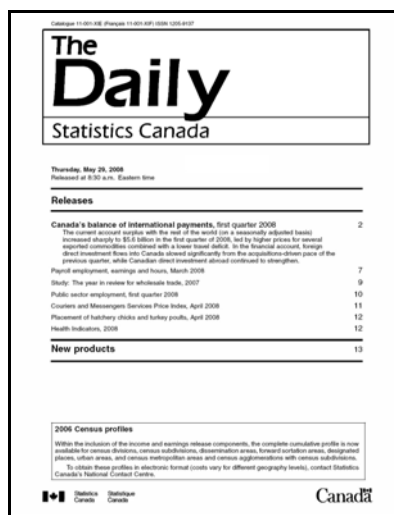 Catalogue 11-001-XIE (Français 11-001-XIF) ISSN 1205-9137
The
Daily
Statistics Canada
Thursday, May 29, 2008
Released at 8:30 a.m. Eastern time
Releases
Canada's balance of international payments, first quarter 2008 2
The current account surplus with the rest of the world (on a seasonally adjusted basis)
increased sharply to $5.6 billion in the first quarter of 2008, led by higher prices for several
exported commodities combined with a lower travel deficit. In the financial account, foreign
direct investment flows into Canada slowed significantly from the acquisitions-driven pace of the
previous quarter, while Canadian direct investment abroad continued to strengthen.
Payroll employment, earnings and hours, March 2008 7
Study: The year in review for wholesale trade, 2007 9
Public sector employment, first quarter 2008 10
Couriers and Messengers Services Price Index, April 2008 11
Placement of hatchery chicks and turkey poults, April 2008 12
Health Indicators, 2008 12
New products 13
2006 Census profiles
Within the inclusion of the income and earnings release components, the complete cumulative profile is now
available for census divisions, census subdivisions, dissemination areas, forward sortation areas, designated
places, urban areas, and census metropolitan areas and census agglomerations with census subdivisions.
To obtain these profiles in electronic format (costs vary for different geography levels), contact Statistics
Canada's National Contact Centre.
Statistics Statistique
Canada Canada
Canada